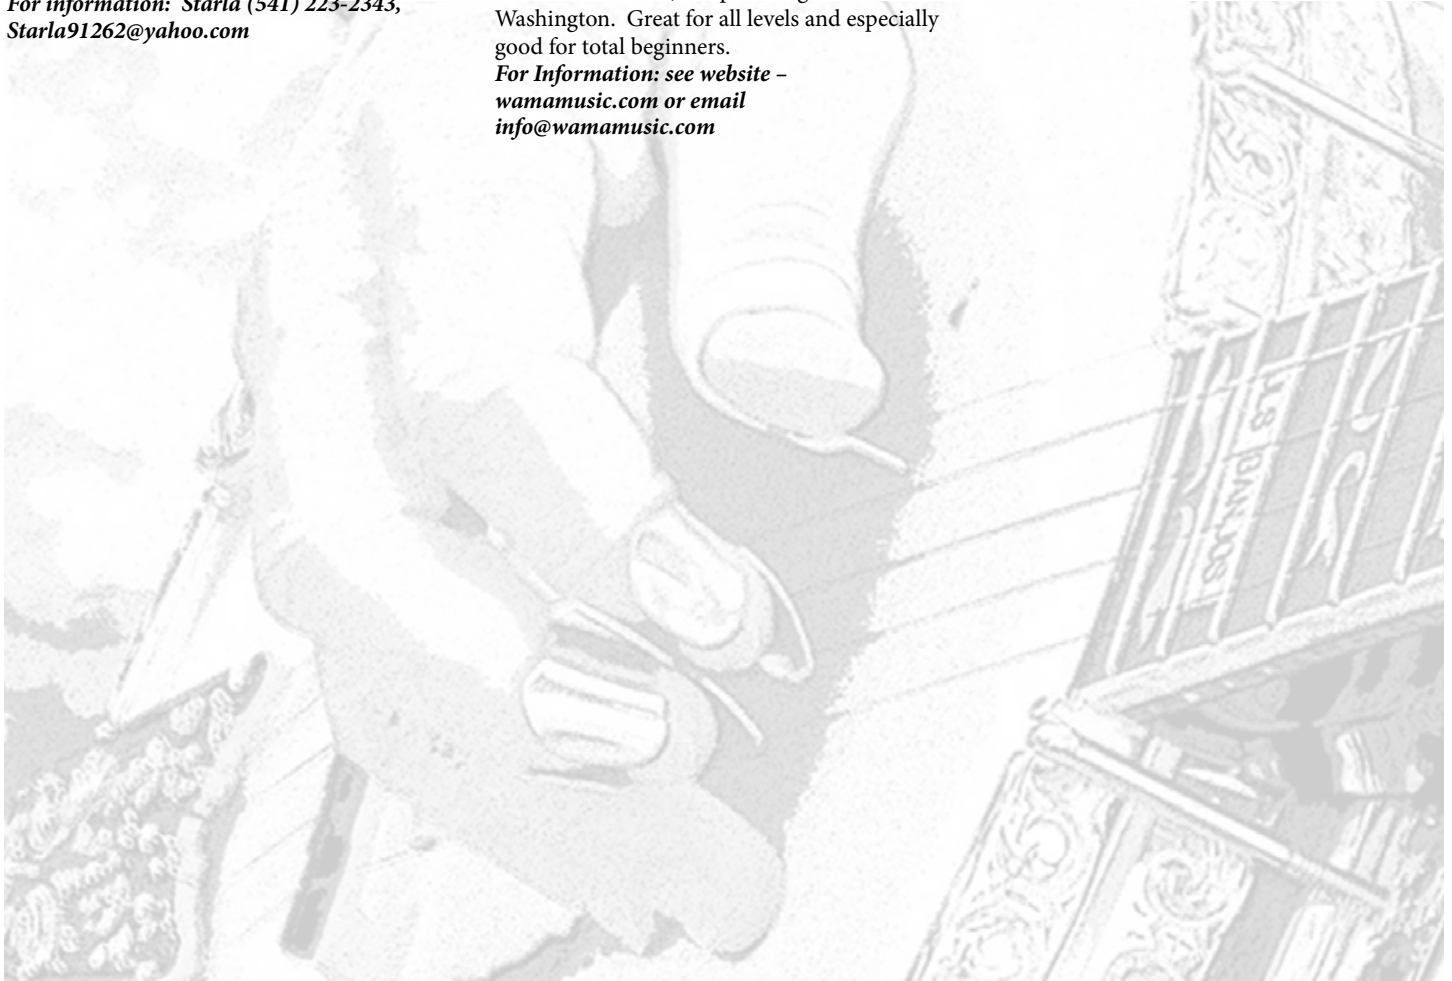 For information: Starla (541) 223-2343,
Starla91262@yahoo.com
Washington. Great for all levels and especially
good for total beginners.
For Information: see website –
wamamusic.com or email
info@wamamusic.com
BANJOS